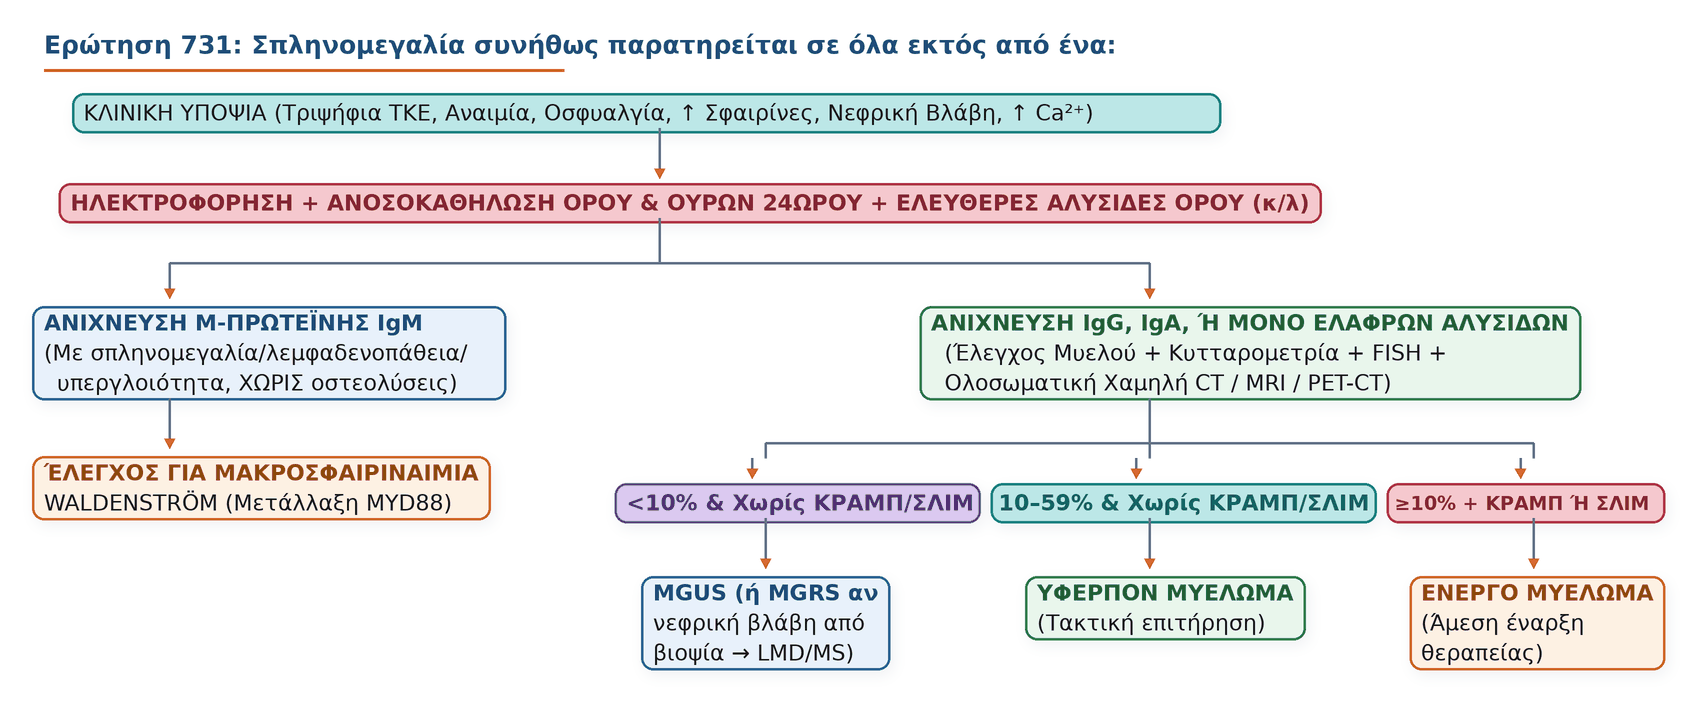 Ερώτηση 731: Σπληνομεγαλία συνήθως παρατηρείται σε όλα εκτός από ένα:
ΚΛΙΝΙΚΗ ΥΠΟΨΙΑ (Τριψήφια ΤΚΕ, Αναιμία, Οσφυαλγία, ↑ Σφαιρίνες, Νεφρική Βλάβη, ↑ Ca²⁺)
ΗΛΕΚΤΡΟΦΟΡΗΣΗ + ΑΝΟΣΟΚΑΘΗΛΩΣΗ ΟΡΟΥ & ΟΥΡΩΝ 24ΩΡΟΥ + ΕΛΕΥΘΕΡΕΣ ΑΛΥΣΙΔΕΣ ΟΡΟΥ (κ/λ)
ΑΝΙΧΝΕΥΣΗ Μ-ΠΡΩΤΕΪΝΗΣ IgM
(Με σπληνομεγαλία/λεμφαδενοπάθεια/
υπεργλοιότητα, ΧΩΡΙΣ οστεολύσεις)
ΑΝΙΧΝΕΥΣΗ IgG, IgA, Ή ΜΟΝΟ ΕΛΑΦΡΩΝ ΑΛΥΣΙΔΩΝ
(Έλεγχος Μυελού + Κυτταρομετρία + FISH +
Ολοσωματική Χαμηλή CT / MRI / PET-CT)
ΈΛΕΓΧΟΣ ΓΙΑ ΜΑΚΡΟΣΦΑΙΡΙΝΑΙΜΙΑ
WALDENSTRÖM (Μετάλλαξη MYD88)
<10% & Χωρίς ΚΡΑΜΠ/ΣΛΙΜ
10–59% & Χωρίς ΚΡΑΜΠ/ΣΛΙΜ
≥10% + ΚΡΑΜΠ Ή ΣΛΙΜ
MGUS (ή MGRS αν
νεφρική βλάβη από
βιοψία → LMD/MS)
ΥΦΕΡΠΟΝ ΜΥΕΛΩΜΑ
(Τακτική επιτήρηση)
ΕΝΕΡΓΟ ΜΥΕΛΩΜΑ
(Άμεση έναρξη
θεραπείας)